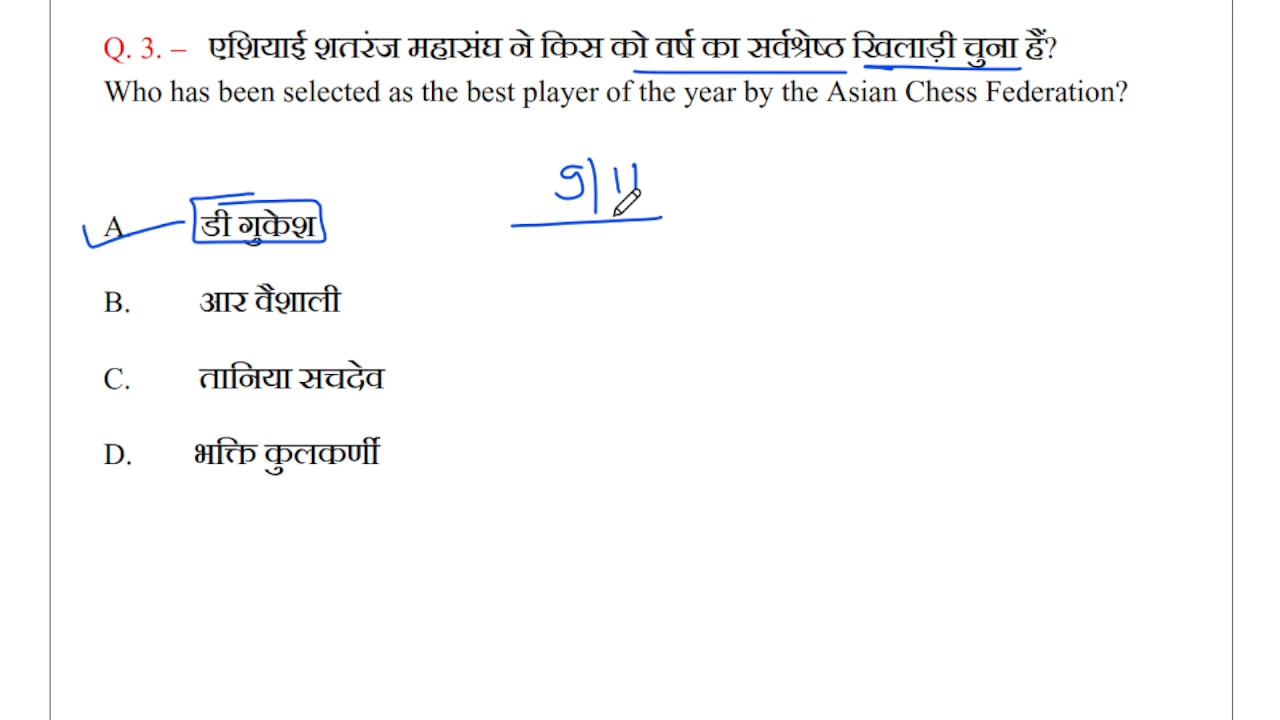 Q. 3. – एशियाई शतरंज महासंघ ने किस को वर्ष का सर्वश्रेष्ठ खिलाड़ी चुना हैं?
Who has been selected as the best player of the year by the Asian Chess Federation?
A. डी गुकेश
B. आर वैशाली
C. तानिया सचदेव
D. भक्ति कुलकर्णी